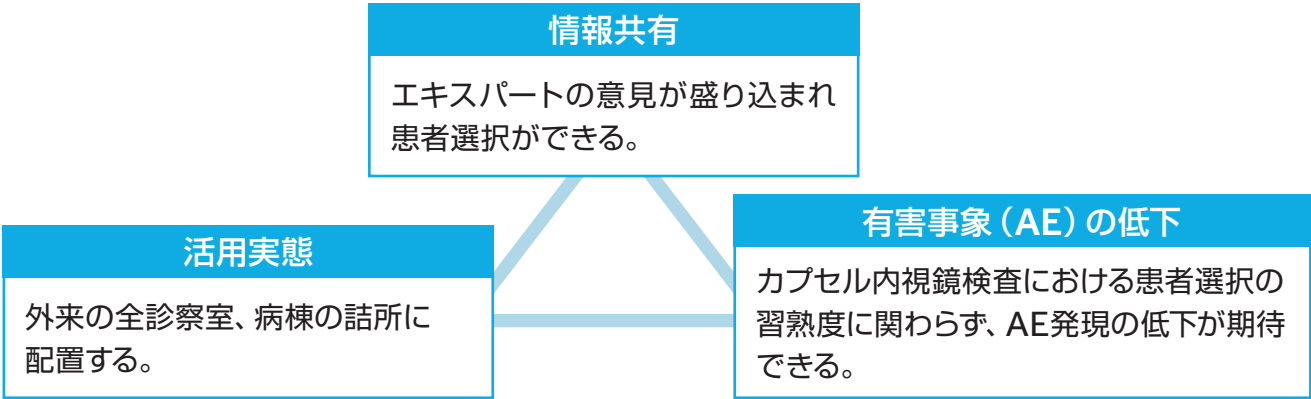 情報共有
エキスパートの意見が盛り込まれ
患者選択ができる。
活用実態
外来の全診察室、病棟の詰所に
配置する。
有害事象（AE）の低下
カプセル内視鏡検査における患者選択の
習熟度に関わらず、AE発現の低下が期待
できる。